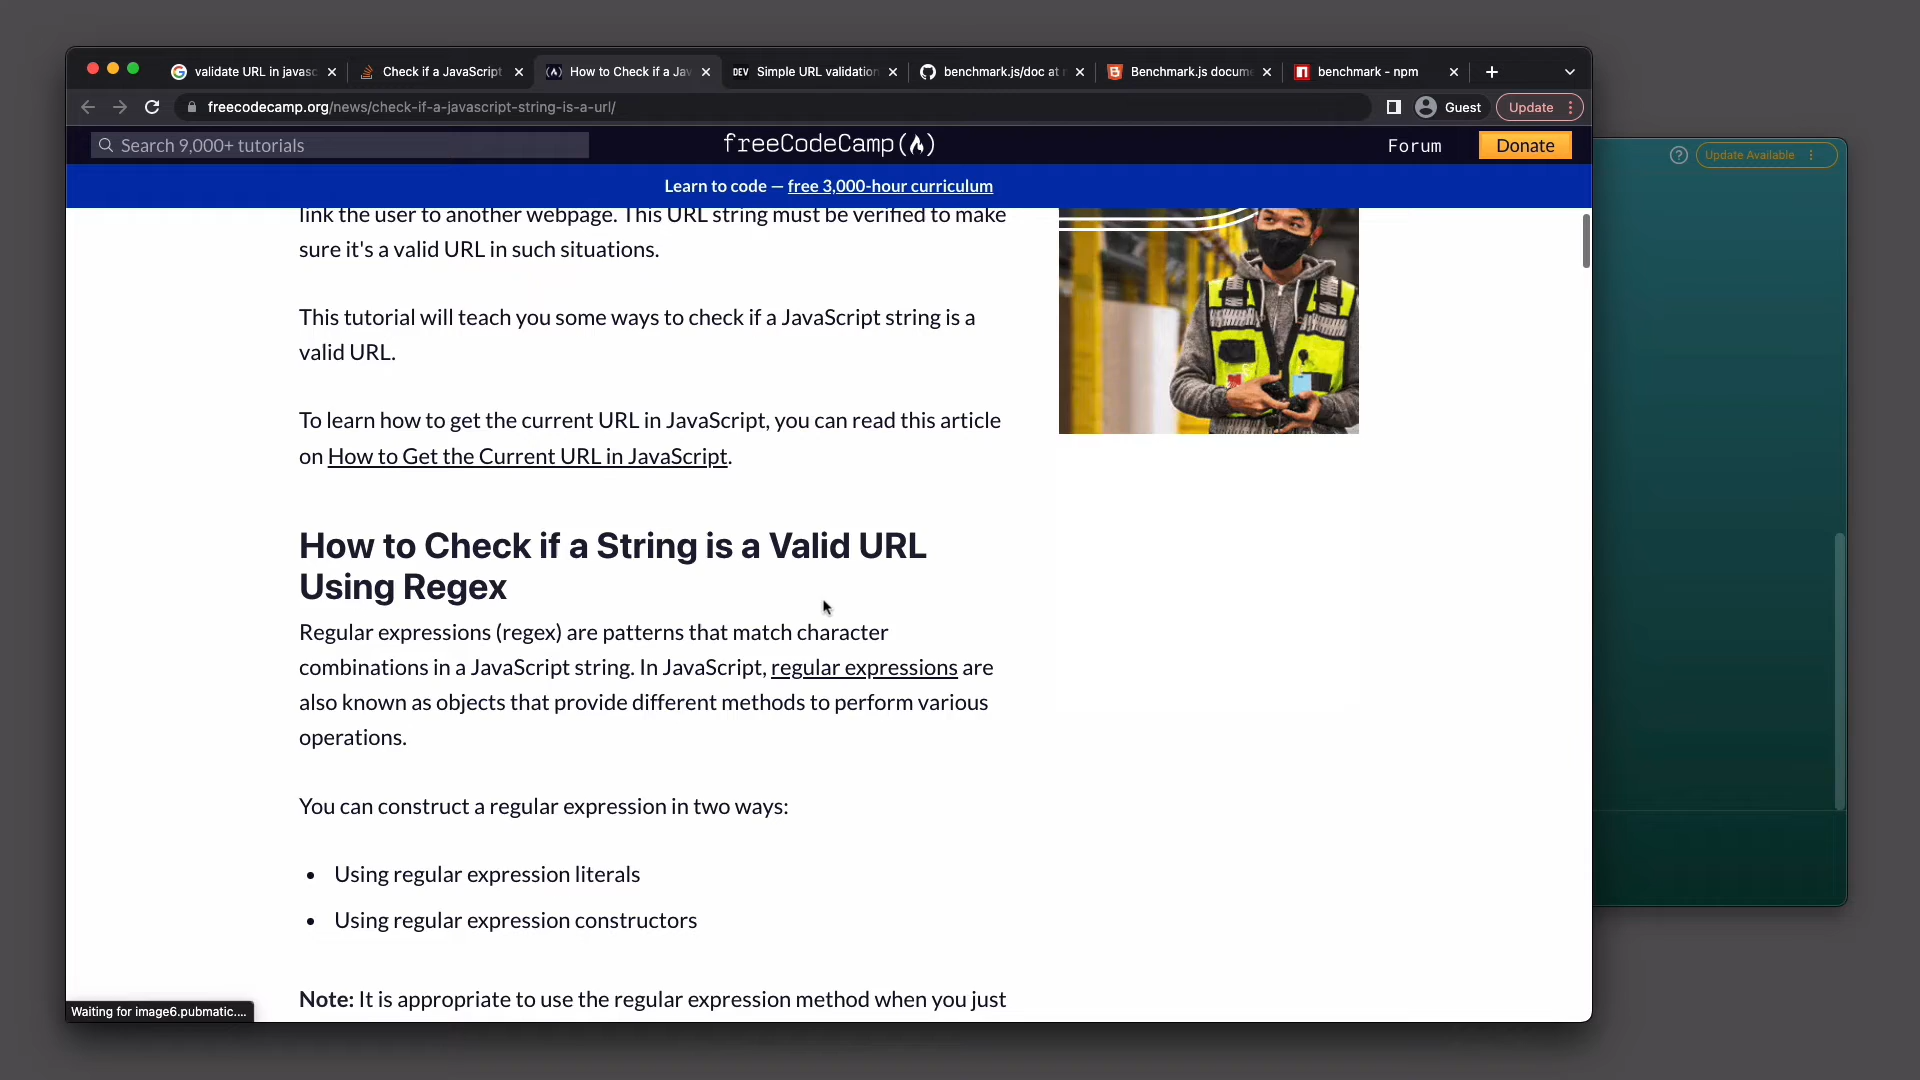 validate URL in javasc
Check if a JavaScript
How to Check if a Jav
DEV
Simple URL validation
benchmark.js/doc at
Benchmark.js docume
benchmark - npm
freecodecamp.org/news/check-if-a-javascript-string-is-a-url/
Guest
Update
Search 9,000+ tutorials
freeCodeCamp
Forum
Donate
Update Available
Learn to code — free 3,000-hour curriculum
link the user to another webpage. This URL string must be verified to make
sure it's a valid URL in such situations.
This tutorial will teach you some ways to check if a JavaScript string is a
valid URL.
To learn how to get the current URL in JavaScript, you can read this article
on How to Get the Current URL in JavaScript.
How to Check if a String is a Valid URL
Using Regex
Regular expressions (regex) are patterns that match character
combinations in a JavaScript string. In JavaScript, regular expressions are
also known as objects that provide different methods to perform various
operations.
You can construct a regular expression in two ways:
• Using regular expression literals
• Using regular expression constructors
Note: It is appropriate to use the regular expression method when you just
Waiting for image6.pubmatic....